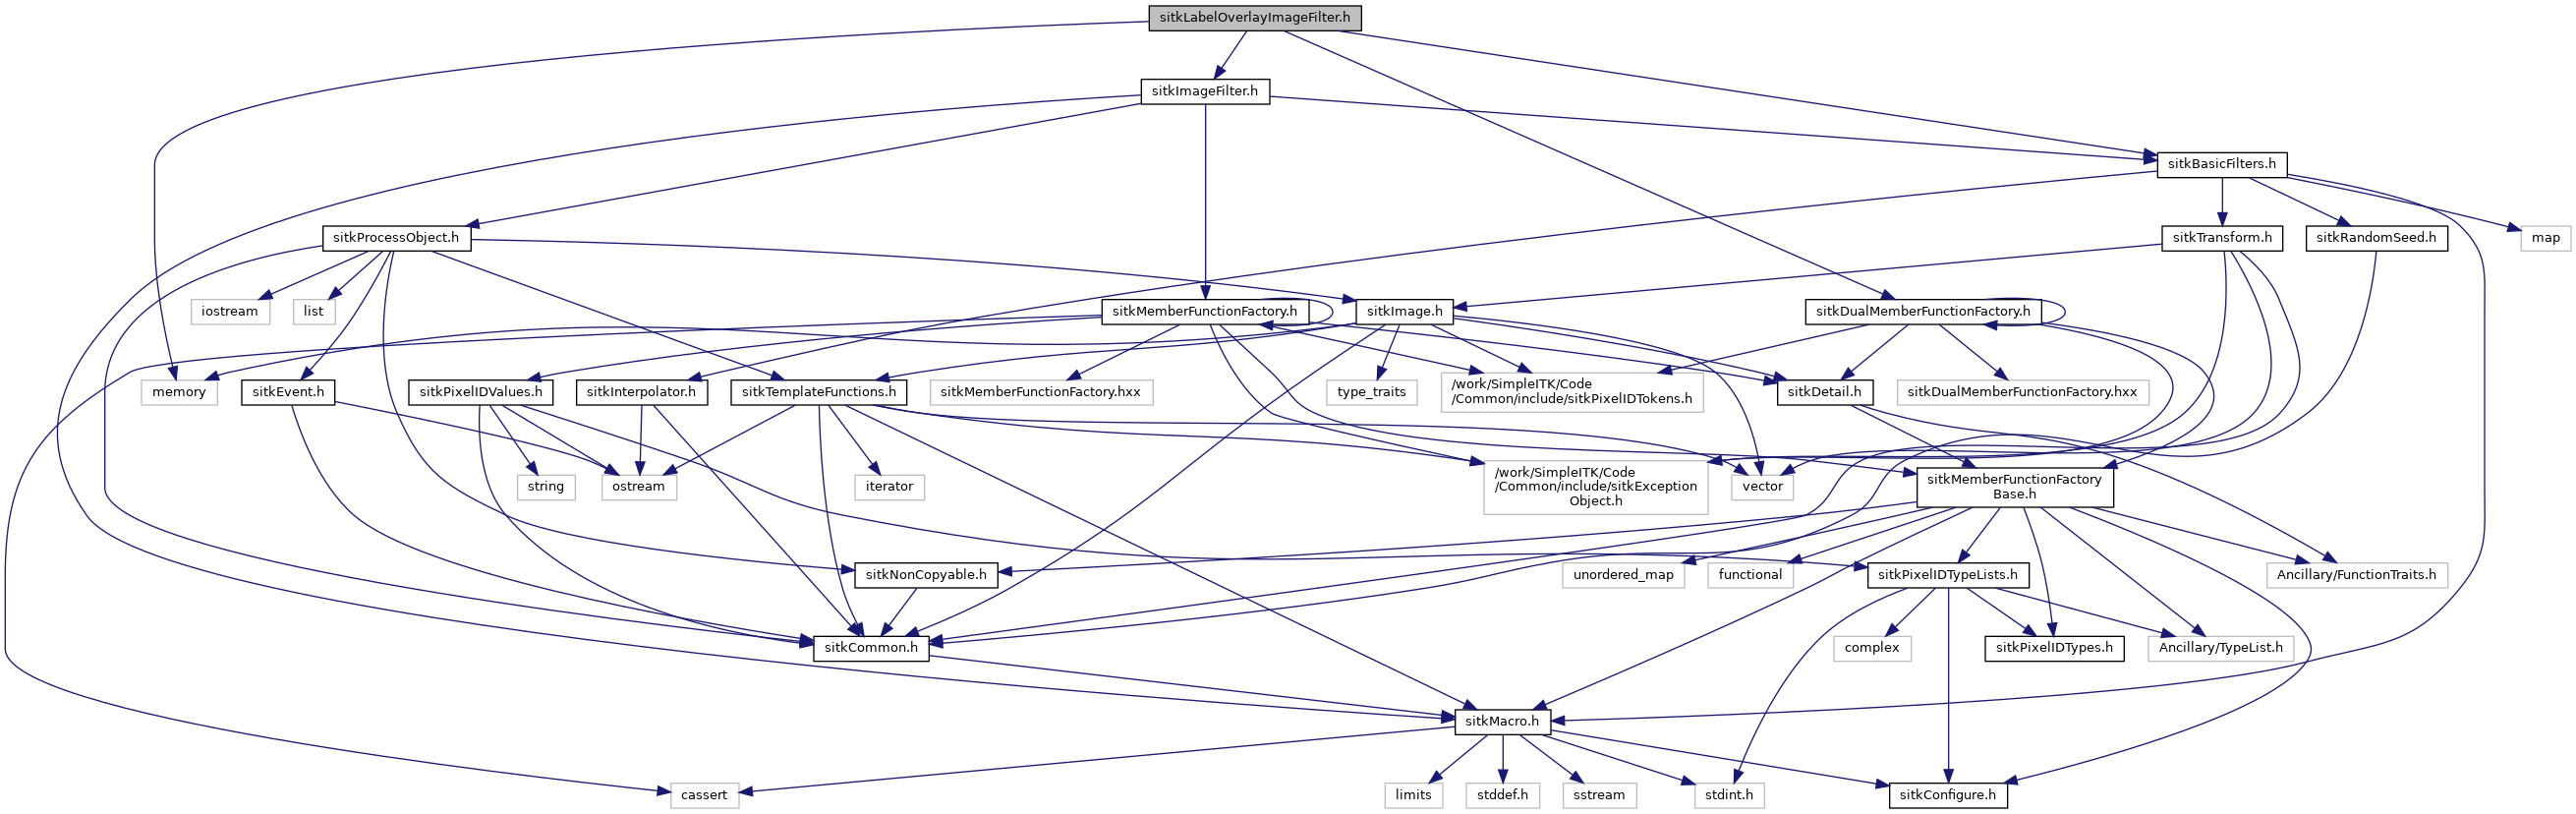 sitkLabelOverlayImageFilter.h
sitkImageFilter.h
sitkBasicFilters.h
sitkProcessObject.h
sitkTransform.h
sitkRandomSeed.h
map
iostream
list
sitkMemberFunctionFactory.h
sitkImage.h
sitkDualMemberFunctionFactory.h
memory
sitkEvent.h
sitkPixelIDValues.h
sitkInterpolator.h
sitkTemplateFunctions.h
sitkMemberFunctionFactory.hxx
type_traits
/work/SimpleITK/Code
/Common/include/sitkPixelIDTokens.h
sitkDetail.h
sitkDualMemberFunctionFactory.hxx
string
ostream
iterator
/work/SimpleITK/Code
/Common/include/sitkException
Object.h
vector
sitkMemberFunctionFactory
Base.h
sitkNonCopyable.h
unordered_map
functional
sitkPixelIDTypeLists.h
Ancillary/FunctionTraits.h
sitkCommon.h
complex
sitkPixelIDTypes.h
Ancillary/TypeList.h
sitkMacro.h
cassert
limits
stddef.h
sstream
stdint.h
sitkConfigure.h